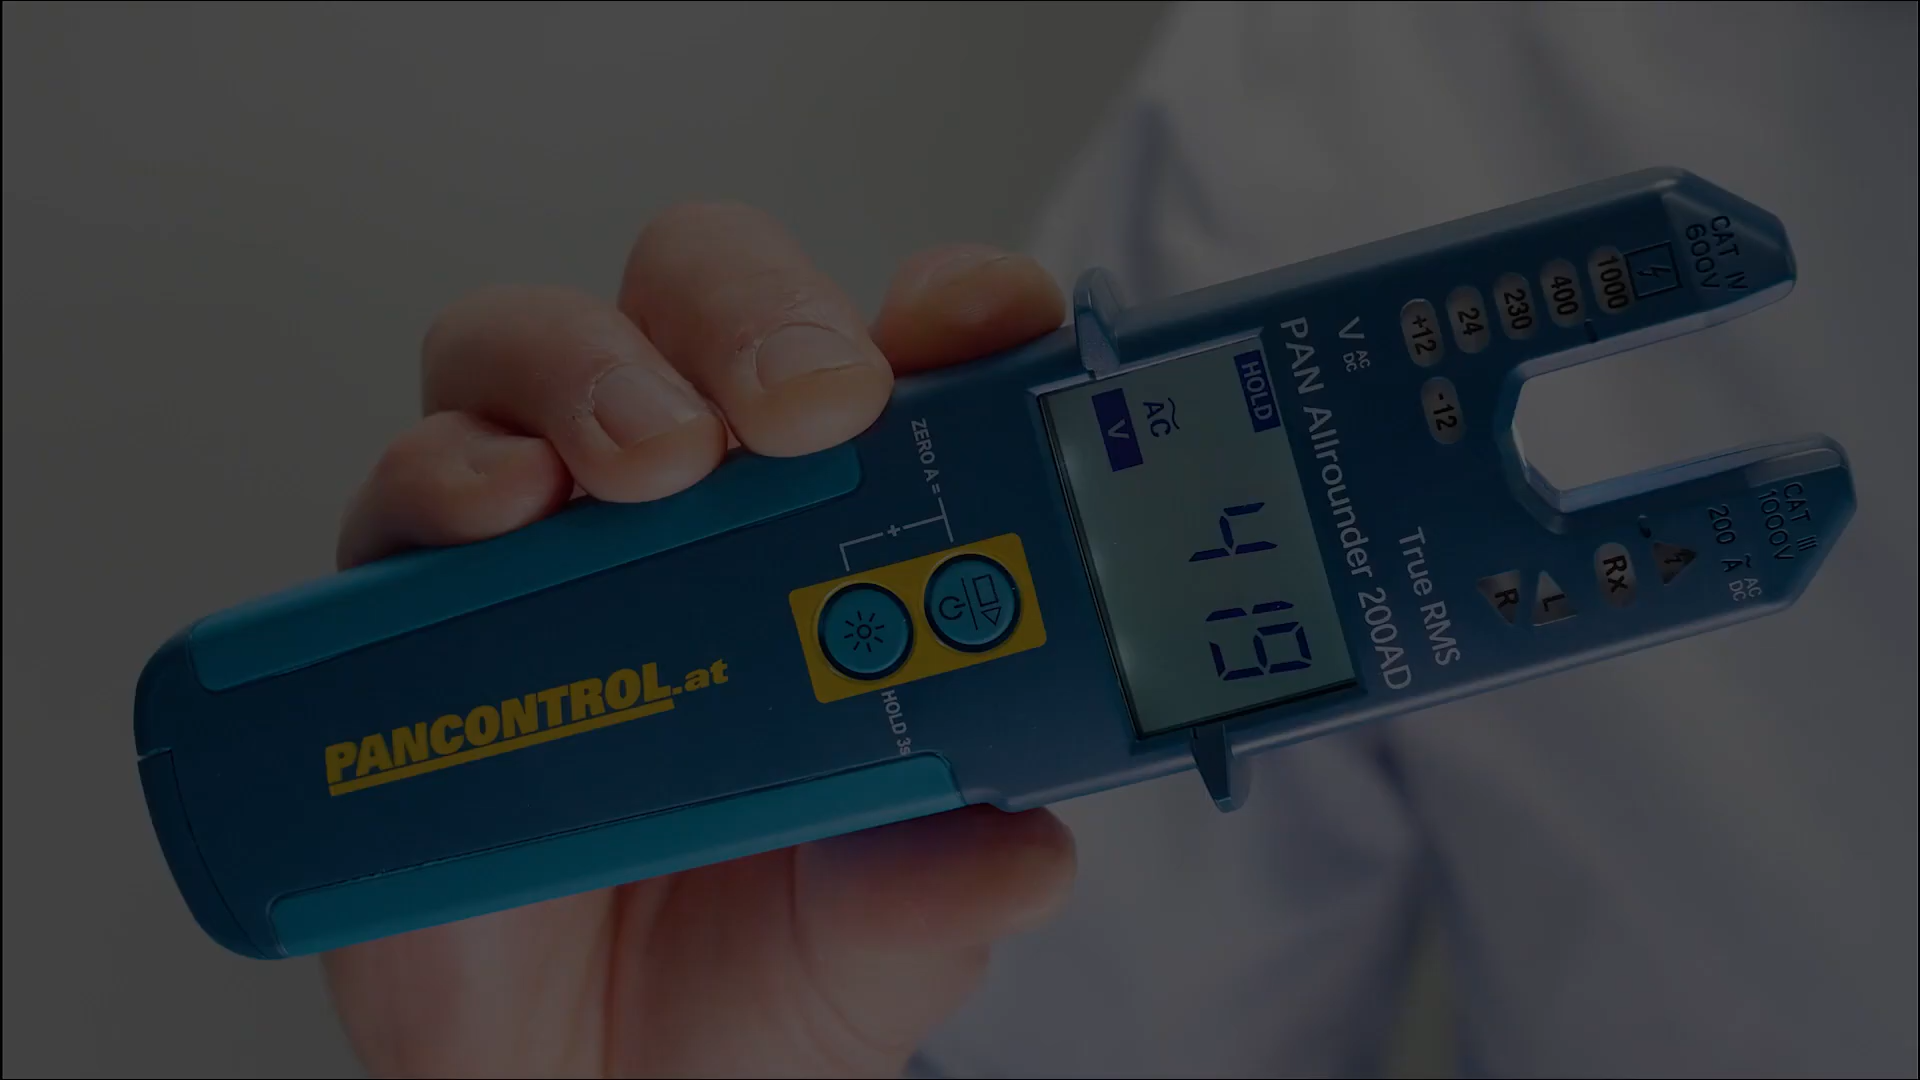 CAT IV
600V
1000
400
230
24
+12
-12
V AC
DC
CAT III
1000V
200 A AC
DC
Rx
L
R
True RMS
PAN Allrounder 200AD
HOLD
AC
V
ZERO A =
+
HOLD 3s
PANCONTROL.at